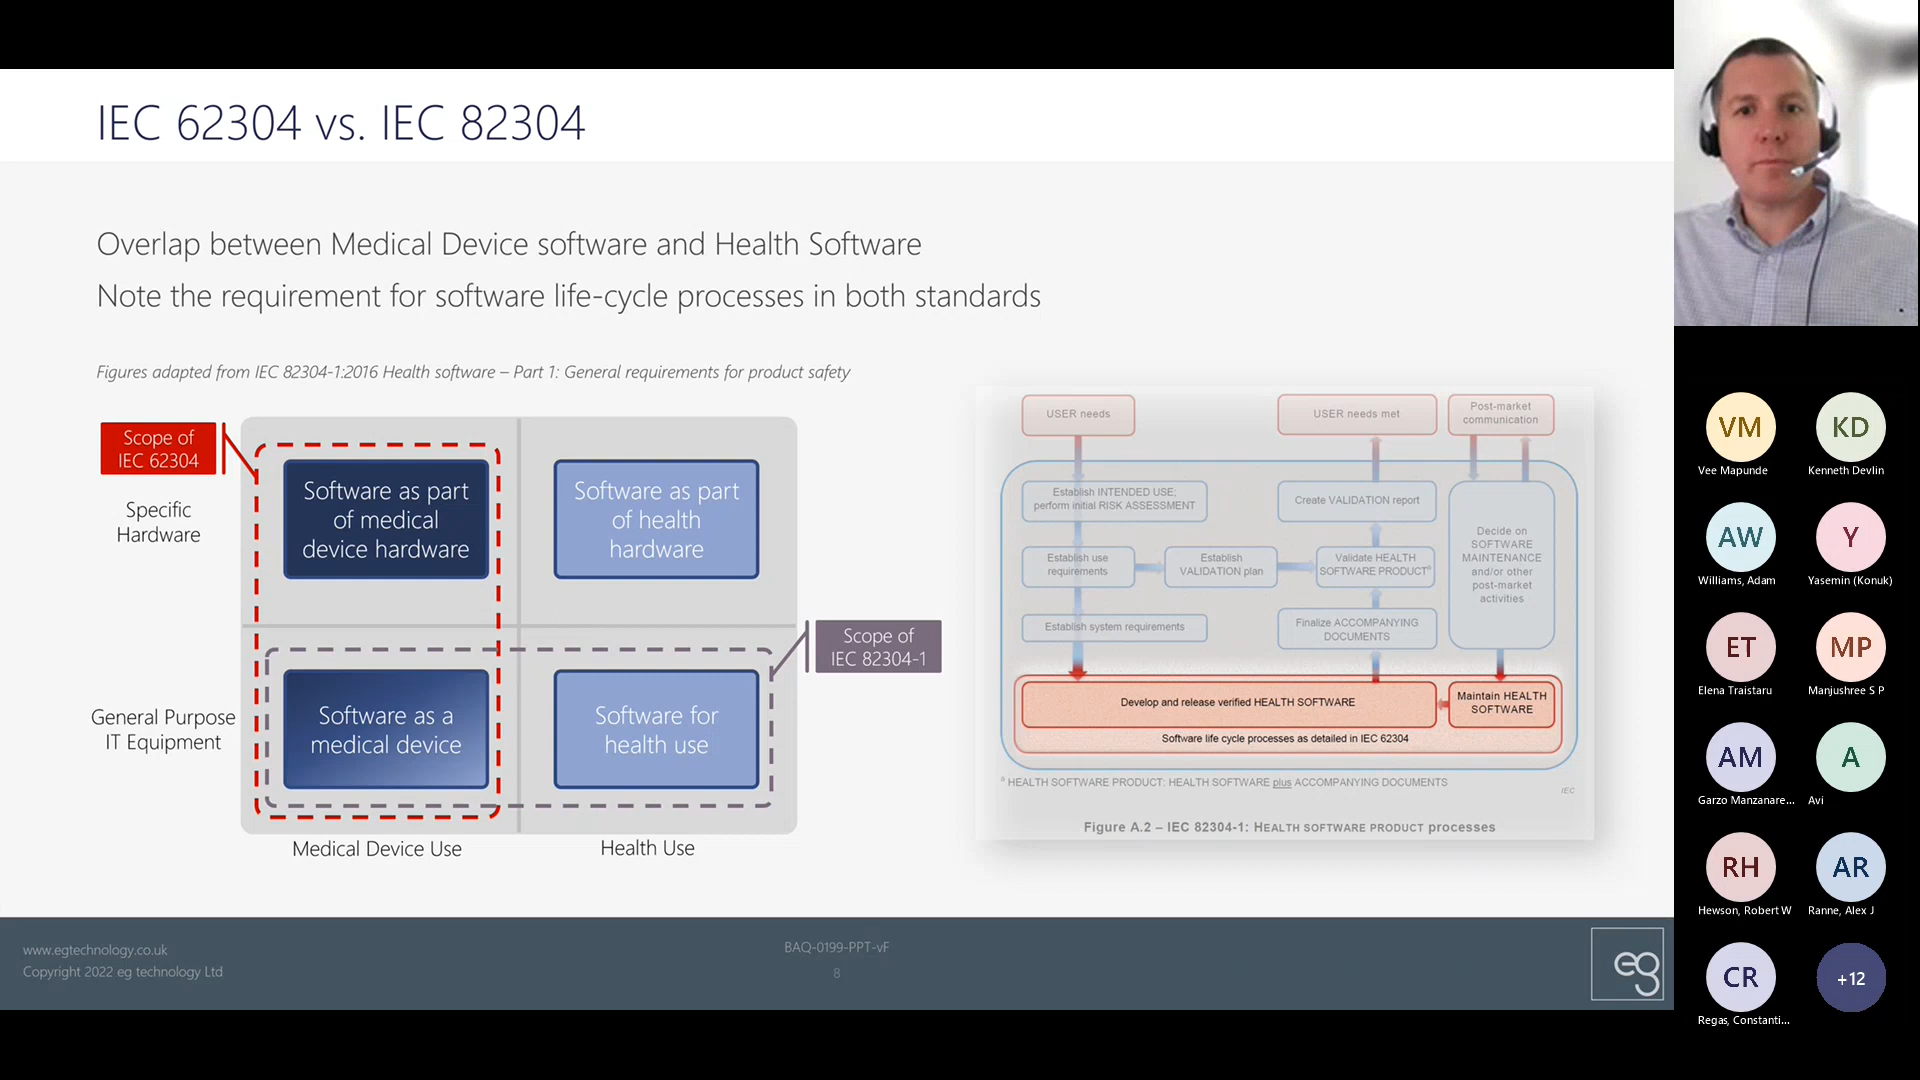 IEC 62304 vs. IEC 82304
Overlap between Medical Device software and Health Software
Note the requirement for software life-cycle processes in both standards
Figures adapted from IEC 82304-1:2016 Health software – Part 1: General requirements for product safety
Scope of
IEC 62304
Specific
Hardware
Software as part
of medical
device hardware
Software as part
of health
hardware
Scope of
IEC 82304-1
General Purpose
IT Equipment
Software as a
medical device
Software for
health use
Medical Device Use
Health Use
USER needs
USER needs met
Post-market
communication
Establish INTENDED USE;
perform initial RISK ASSESSMENT
Create VALIDATION report
Decide on
SOFTWARE
MAINTENANCE
and/or other
post-market
activities
Establish use
requirements
Establish
VALIDATION plan
Validate HEALTH
SOFTWARE PRODUCTª
Establish system requirements
Finalize ACCOMPANYING
DOCUMENTS
Develop and release verified HEALTH SOFTWARE
Maintain HEALTH
SOFTWARE
Software life cycle processes as detailed in IEC 62304
ª HEALTH SOFTWARE PRODUCT: HEALTH SOFTWARE plus ACCOMPANYING DOCUMENTS
IEC
Figure A.2 – IEC 82304-1: HEALTH SOFTWARE PRODUCT processes
www.egtechnology.co.uk
Copyright 2022 eg technology Ltd
BAQ-0199-PPT-vF
8
eg
VM
Vee Mapunde
KD
Kenneth Devlin
AW
Williams, Adam
Y
Yasemin (Konuk)
ET
Elena Traistaru
MP
Manjushree S P
AM
Garzo Manzanare...
A
Avi
RH
Hewson, Robert W
AR
Ranne, Alex J
CR
Regas, Constanti...
+12